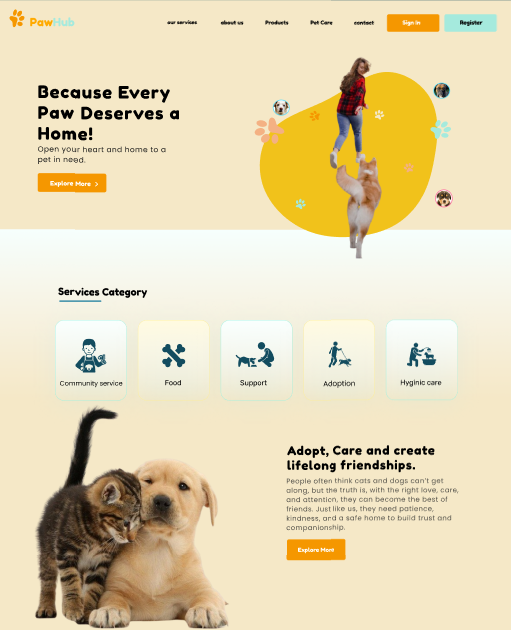 PawHub
our services about us Products Pet Care contact Sign in Register
Because Every
Paw Deserves a
Home!
Open your heart and home to a
pet in need.
Explore More >
Services Category
Community service Food Support Adoption Hyginic care
Adopt, Care and create
lifelong friendships.
People often think cats and dogs can't get
along, but the truth is, with the right love, care,
and attention, they can became the best of
friends. Just like us, they need patience,
kindness, and a safe home to build trust and
companionship.
Explore More